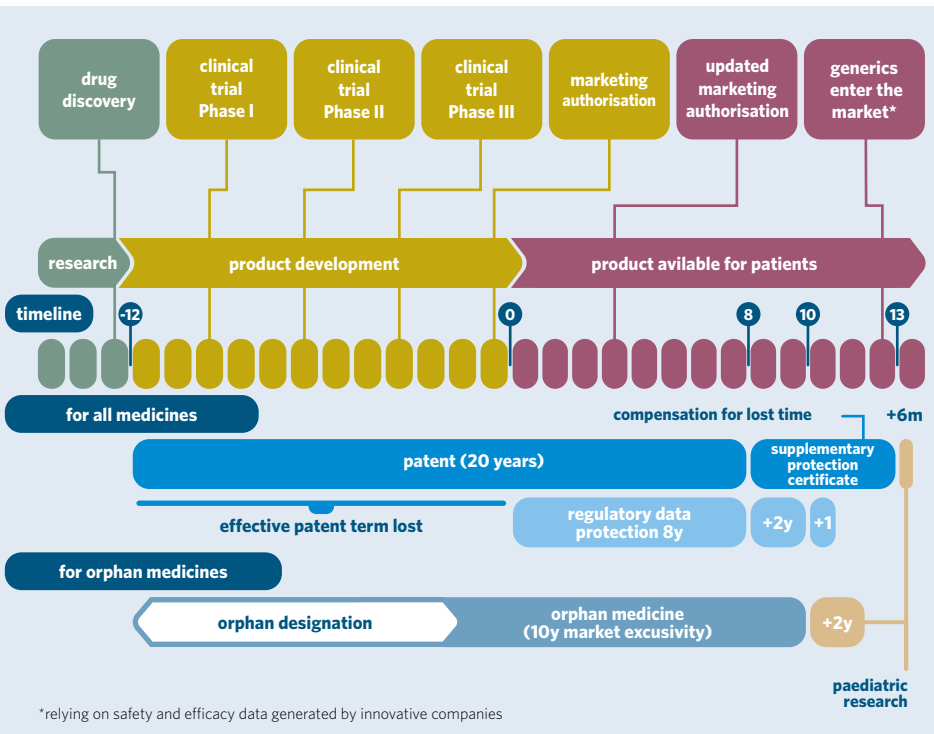 drug
discovery
clinical
trial
Phase I
clinical
trial
Phase II
clinical
trial
Phase III
marketing
authorisation
updated
marketing
authorisation
generics
enter the
market*
research
product development
product avilable for patients
timeline
-12
0
8
10
13
for all medicines
compensation for lost time
+6m
patent (20 years)
supplementary
protection
certificate
effective patent term lost
regulatory data
protection 8y
+2y
+1
for orphan medicines
orphan designation
orphan medicine
(10y market excusivity)
+2y
paediatric
research
*relying on safety and efficacy data generated by innovative companies